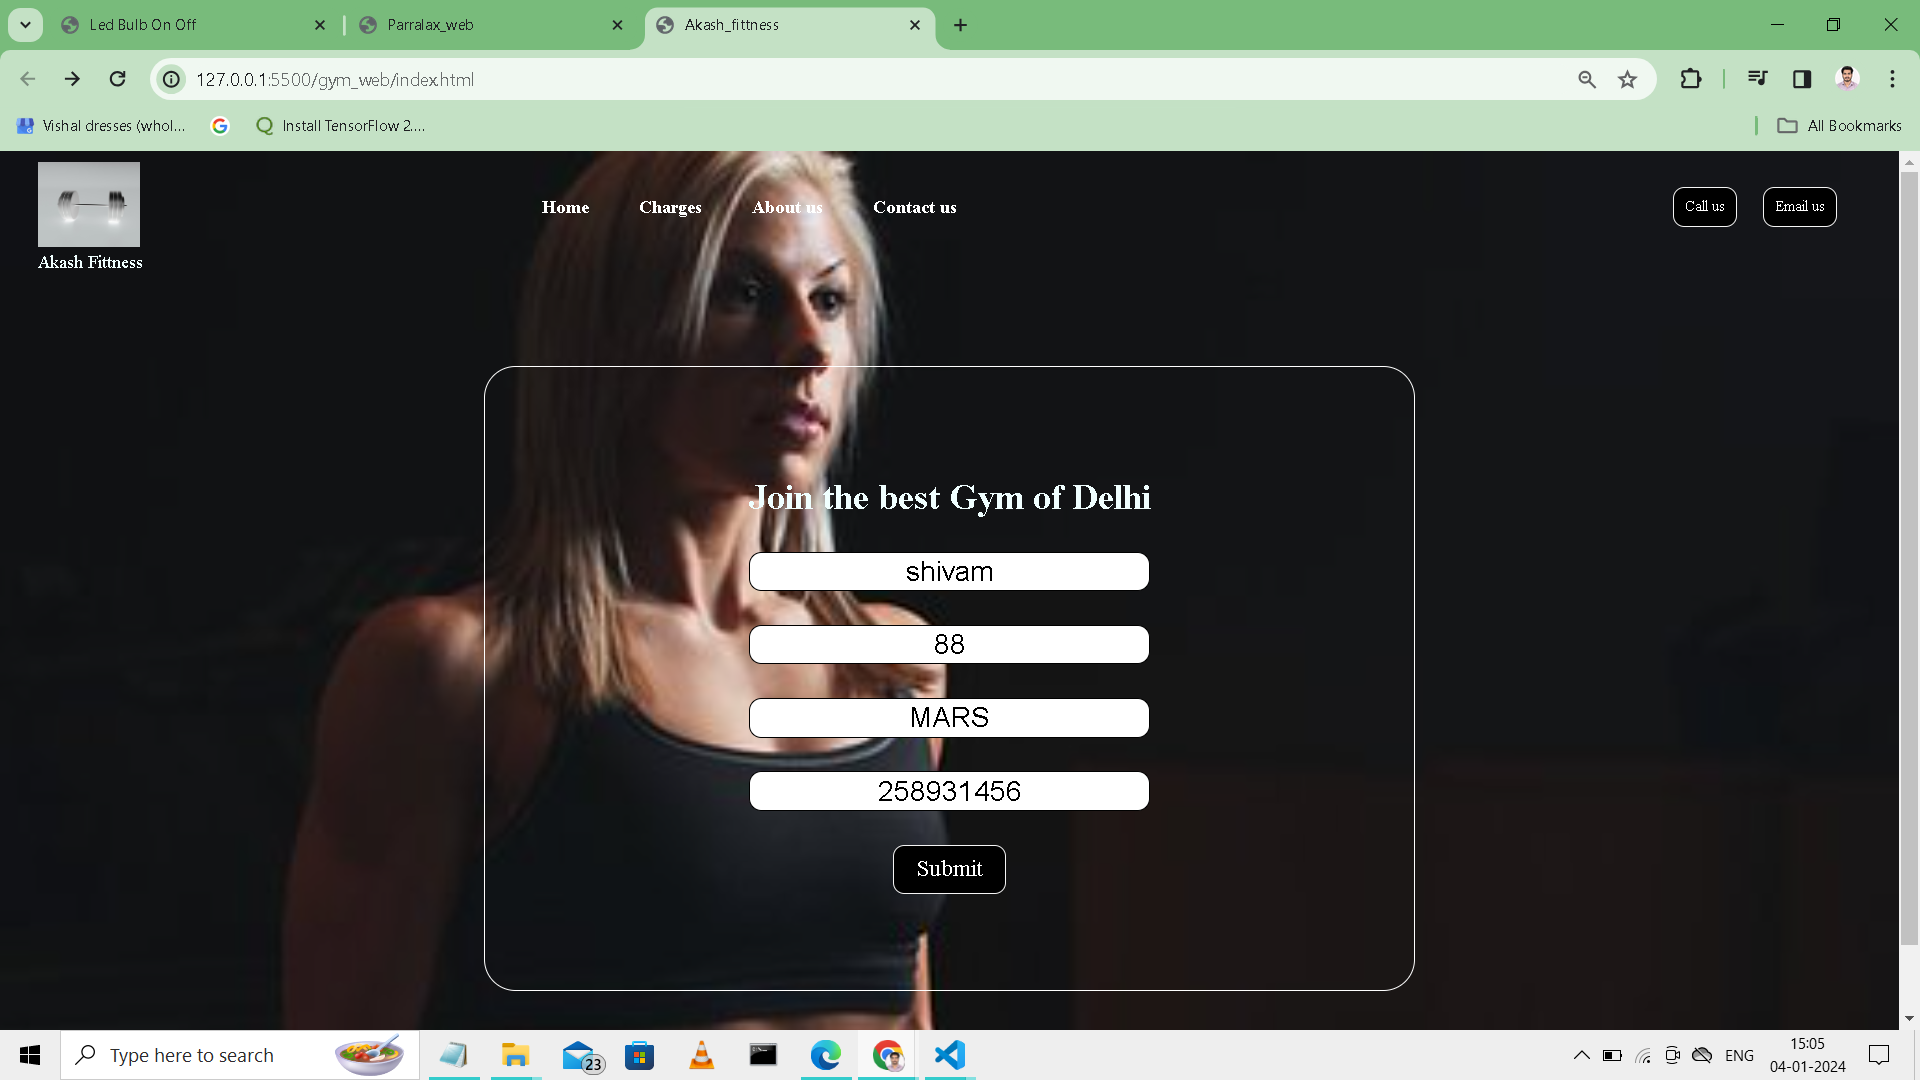 Led Bulb On Off
Parralax_web
Akash_fittness
127.0.0.1:5500/gym_web/index.html
Vishal dresses (whol...
Install TensorFlow 2....
All Bookmarks
Home
Charges
About us
Contact us
Call us
Email us
Akash Fittness
Join the best Gym of Delhi
shivam
88
MARS
258931456
Submit
Type here to search
23
ENG
15:05
04-01-2024